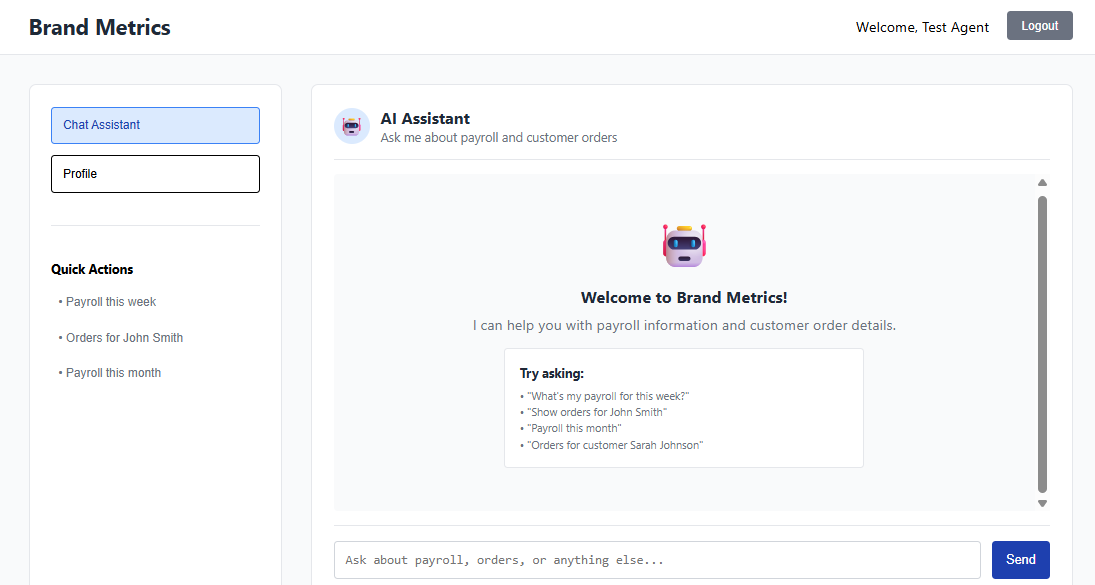 Brand Metrics
Welcome, Test Agent
Logout
Chat Assistant
Profile
Quick Actions
• Payroll this week
• Orders for John Smith
• Payroll this month
AI Assistant
Ask me about payroll and customer orders
Welcome to Brand Metrics!
I can help you with payroll information and customer order details.
Try asking:
• "What's my payroll for this week?"
• "Show orders for John Smith"
• "Payroll this month"
• "Orders for customer Sarah Johnson"
Ask about payroll, orders, or anything else...
Send